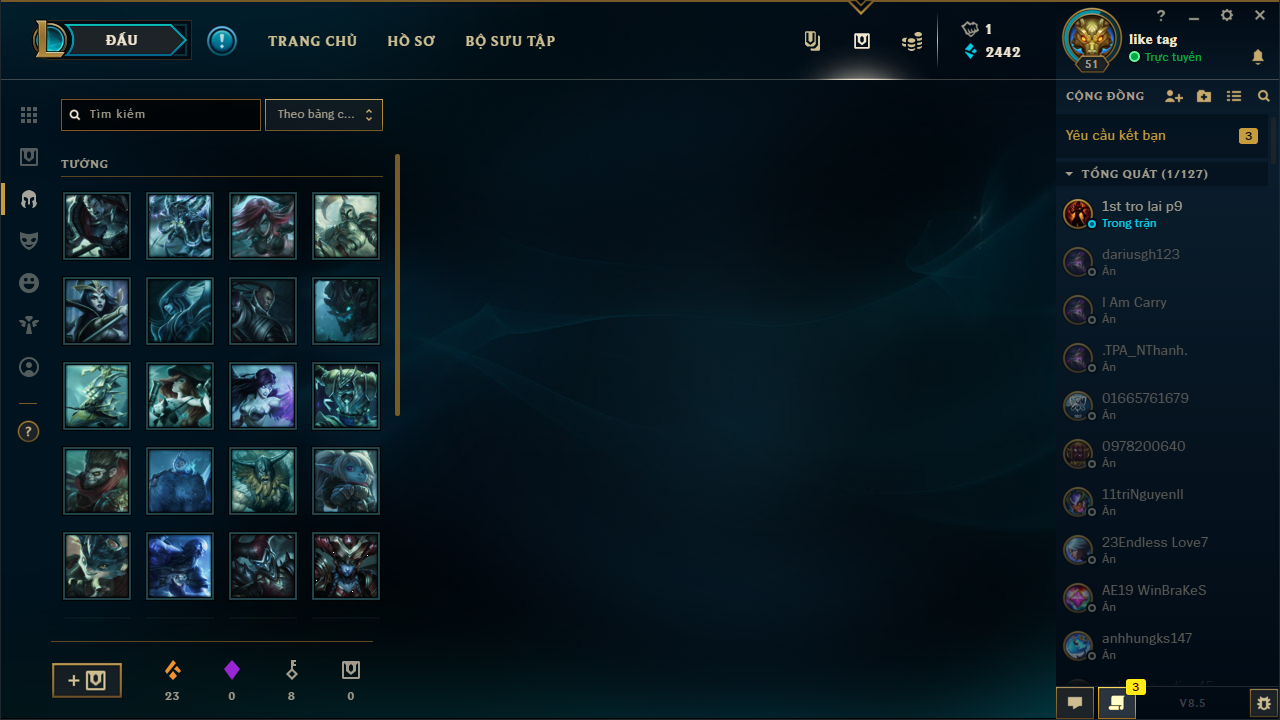 ĐẤU
TRANG CHỦ
HỒ SƠ
BỘ SƯU TẬP
1
2442
51
like tag
Trực tuyến
Tìm kiếm
Theo bảng c...
TƯỚNG
23
0
8
0
CỘNG ĐỒNG
Yêu cầu kết bạn
3
TỔNG QUÁT (1/127)
1st tro lai p9
Trong trận
dariusgh123
Ẩn
I Am Carry
Ẩn
.TPA_NThanh.
Ẩn
01665761679
Ẩn
0978200640
Ẩn
11triNguyenII
Ẩn
23Endless Love7
Ẩn
AE19 WinBraKeS
Ẩn
anhhungks147
Ẩn
3
V8.5